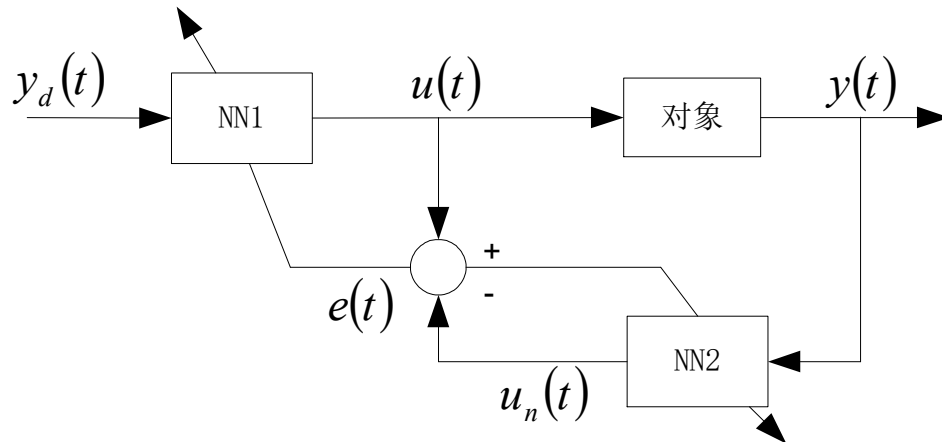 y_d(t)
NN1
u(t)
对象
y(t)
+
-
e(t)
u_n(t)
NN2